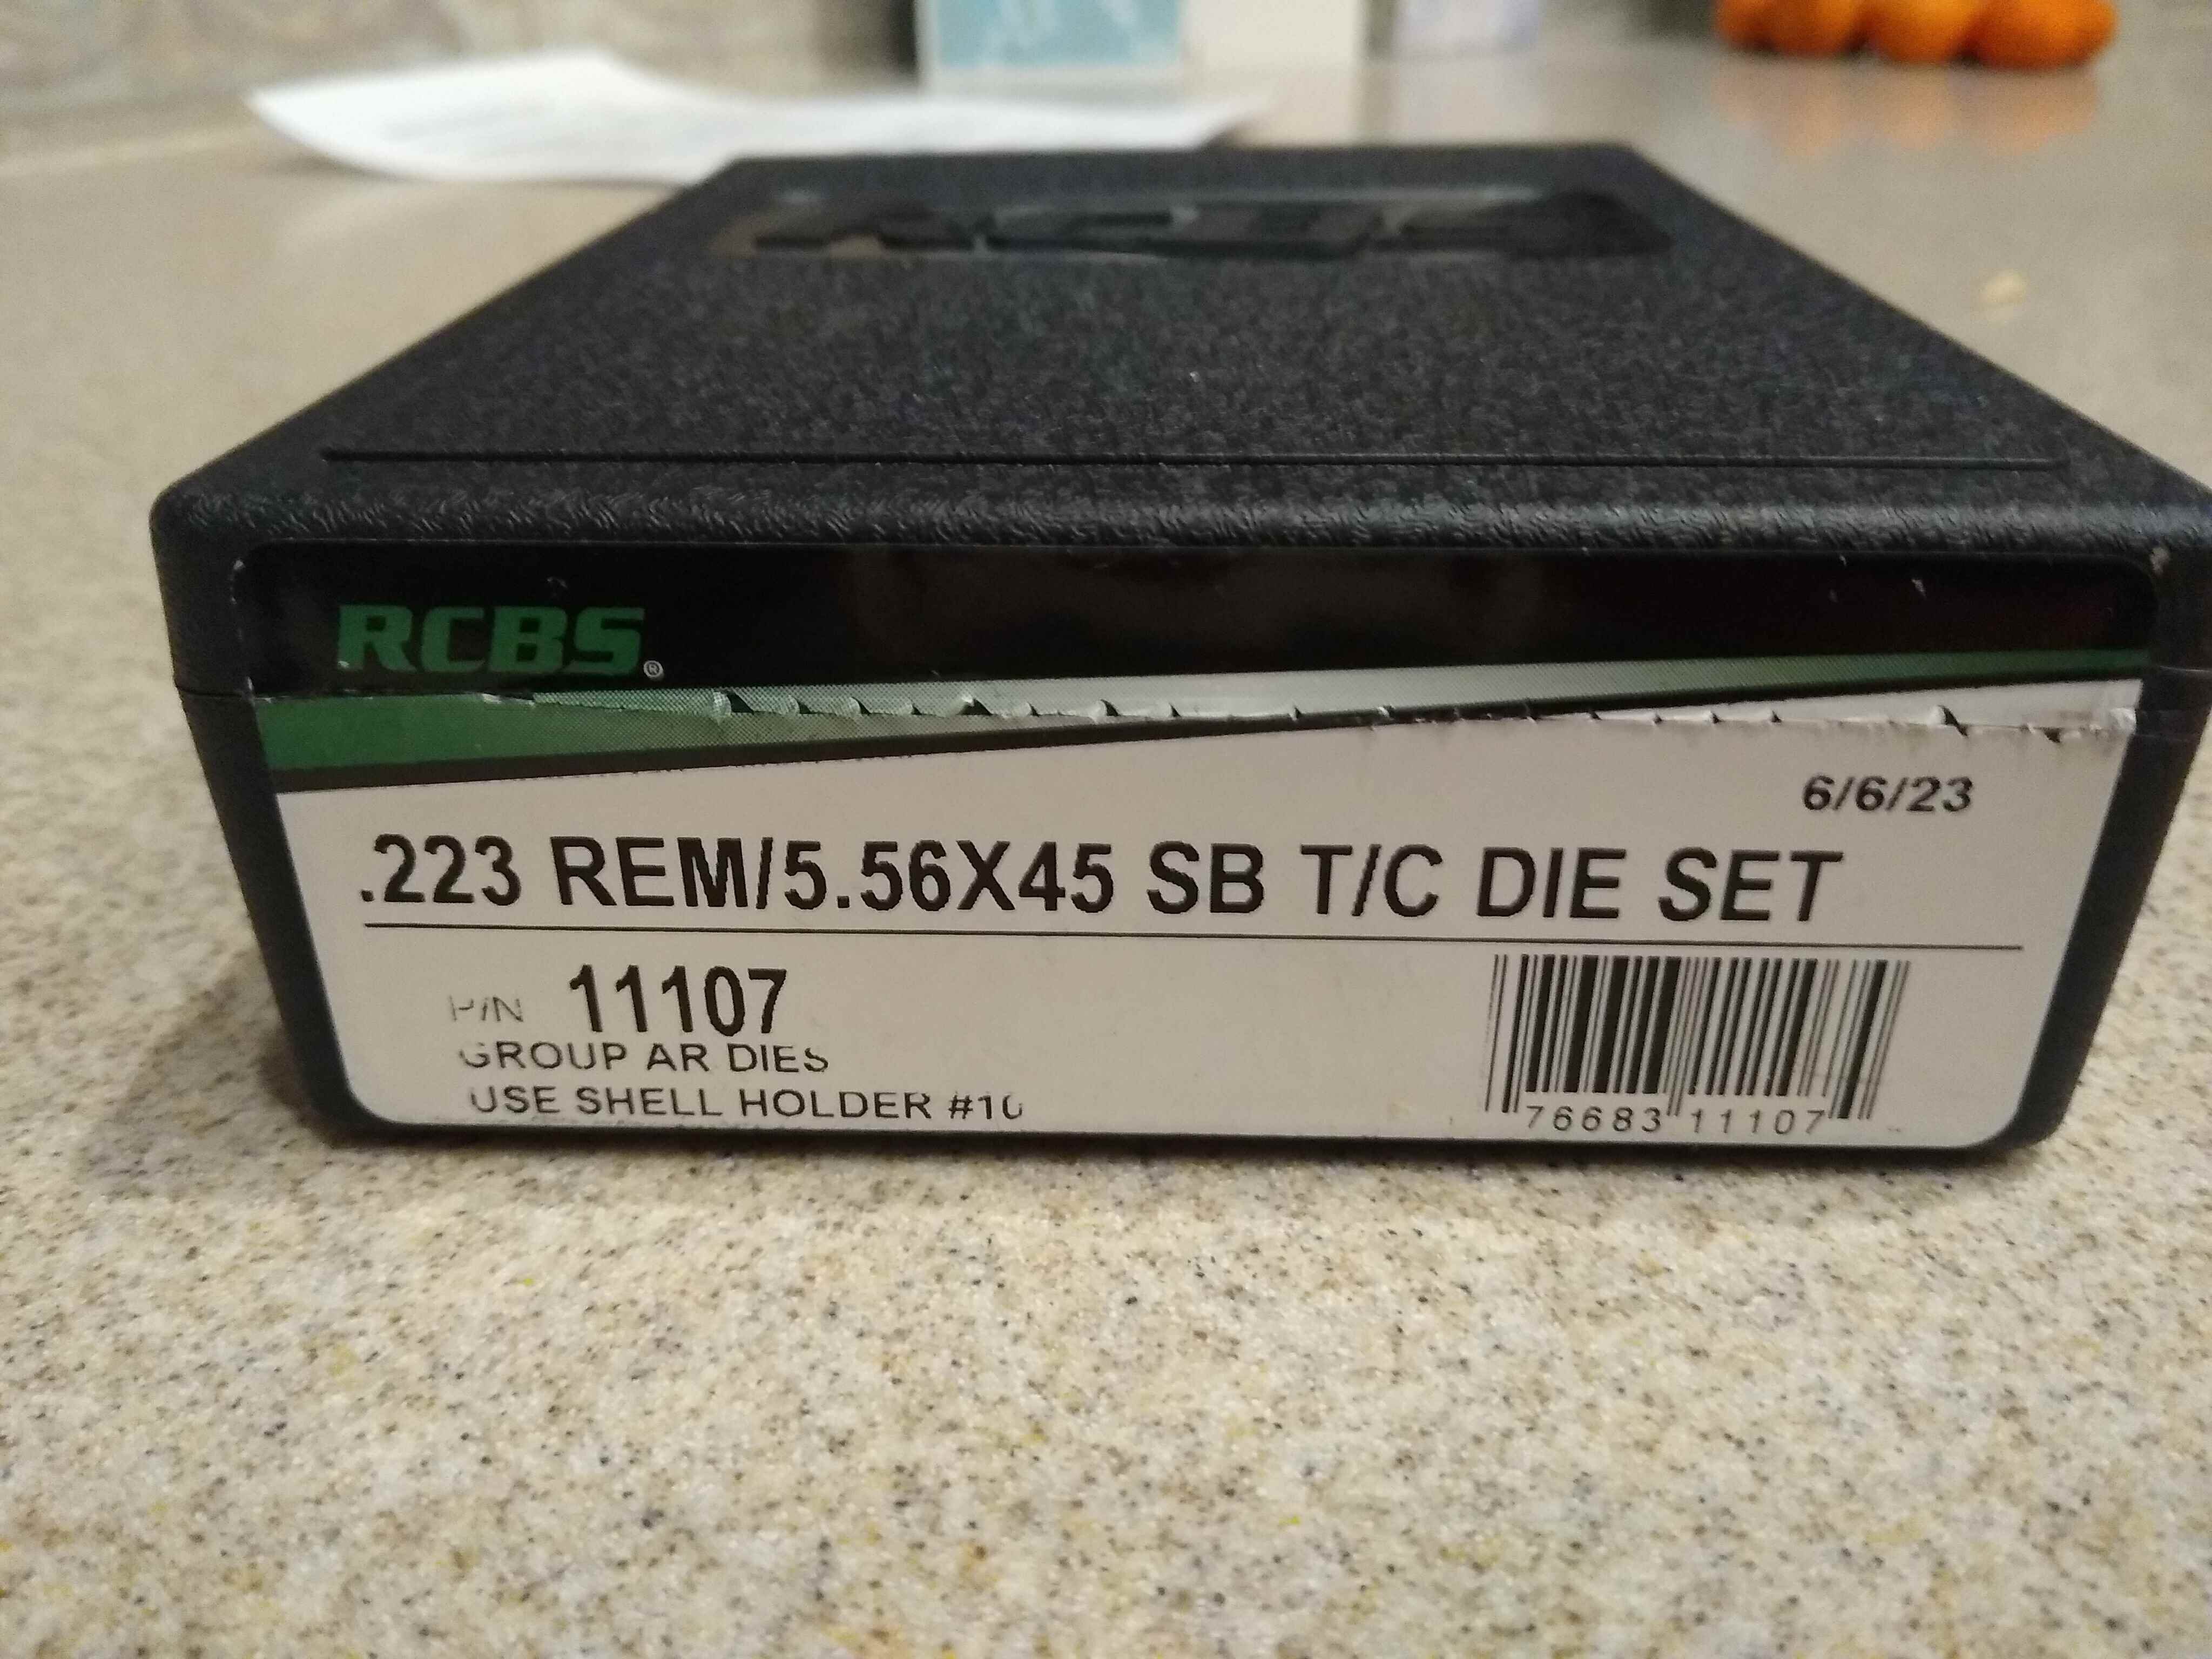 RCBS®
6/6/23
.223 REM/5.56X45 SB T/C DIE SET
P/N 11107
GROUP AR DIES
USE SHELL HOLDER #10
76683 11107